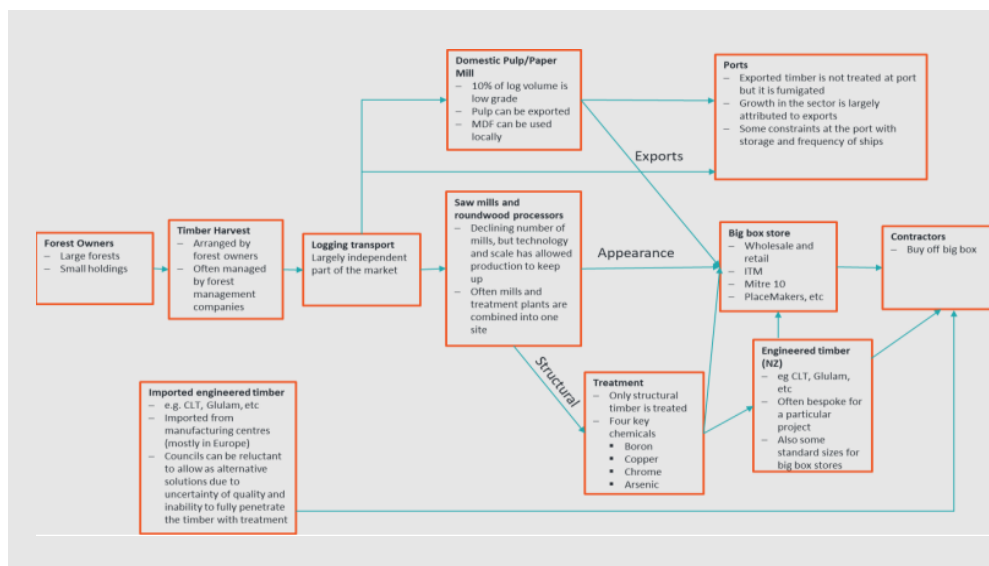 Domestic Pulp/Paper
Mill
– 10% of log volume is
low grade
– Pulp can be exported
– MDF can be used
locally
Ports
– Exported timber is not treated at port
but it is fumigated
– Growth in the sector is largely
attributed to exports
– Some constraints at the port with
storage and frequency of ships
Exports
Forest Owners
– Large forests
– Small holdings
Timber Harvest
– Arranged by
forest owners
– Often managed
by forest
management
companies
Logging transport
Largely independent
part of the market
Saw mills and
roundwood processors
– Declining number of
mills, but technology
and scale has allowed
production to keep
up
– Often mills and
treatment plants are
combined into one
site
Appearance
Big box store
– Wholesale and
retail
– ITM
– Mitre 10
– PlaceMakers, etc
Contractors
– Buy off big box
Structural
Imported engineered timber
– e.g. CLT, Glulam, etc
– Imported from
manufacturing centres
(mostly in Europe)
– Councils can be reluctant
to allow as alternative
solutions due to
uncertainty of quality and
inability to fully penetrate
the timber with treatment
Treatment
– Only structural
timber is treated
– Four key
chemicals
▪ Boron
▪ Copper
▪ Chrome
▪ Arsenic
Engineered timber
(NZ)
– eg CLT, Glulam,
etc
– Often bespoke for
a particular
project
– Also some
standard sizes for
big box stores